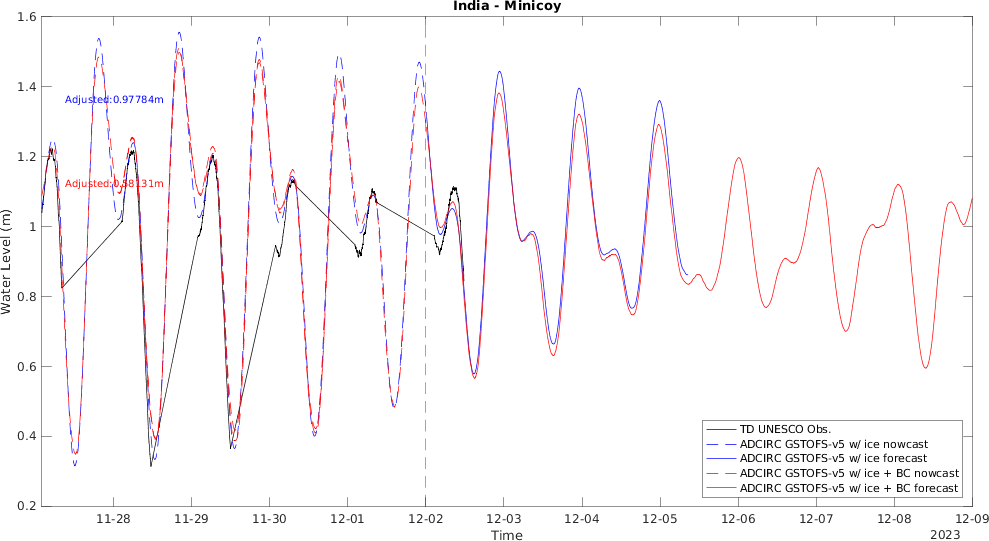 India - Minicoy
1.6
1.4
1.2
1
0.8
0.6
0.4
0.2
Water Level (m)
Adjusted:0.97784m
Adjusted:0.58131m
TD UNESCO Obs.
ADCIRC GSTOFS-v5 w/ ice nowcast
ADCIRC GSTOFS-v5 w/ ice forecast
ADCIRC GSTOFS-v5 w/ ice + BC nowcast
ADCIRC GSTOFS-v5 w/ ice + BC forecast
11-28 11-29 11-30 12-01 12-02 12-03 12-04 12-05 12-06 12-07 12-08 12-09
Time
2023